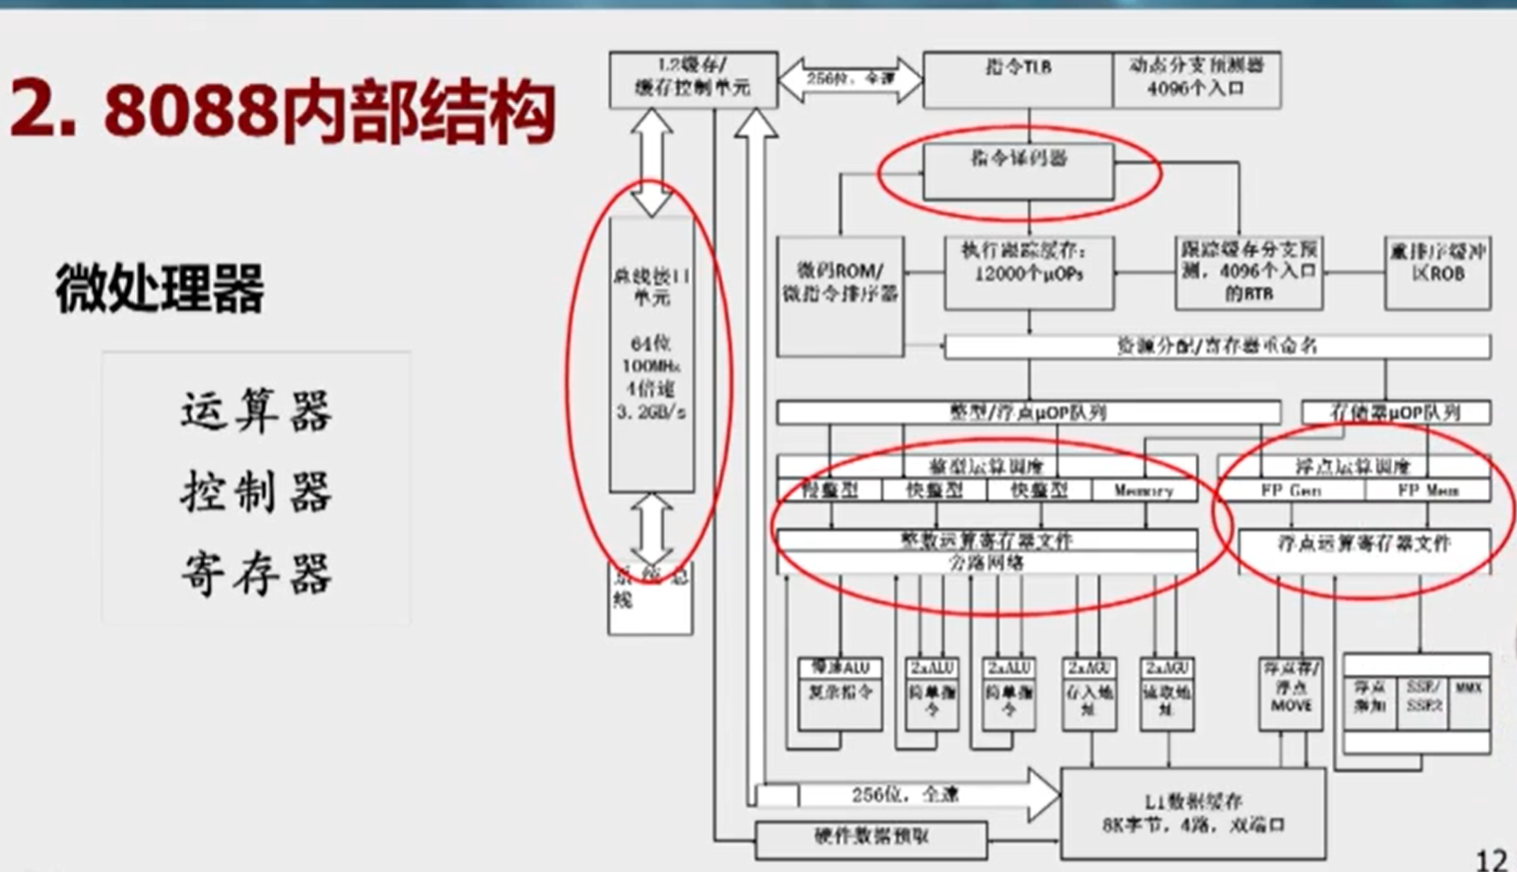 2. 8088内部结构
微处理器
运算器
控制器
寄存器
L2缓存/
缓存控制单元
256位，全速
指令TLB
动态分支预测器
4096个入口
指令译码器
总线接口
单元
64位
100MHz
4倍速
3.2GB/s
系统总
线
微码ROM/
微指令排序器
执行跟踪缓存：
12000个μOPs
跟踪缓存分支预
测，4096个入口
的BTB
重排序缓冲
区ROB
资源分配/寄存器重命名
整型/浮点μOP队列
存储器μOP队列
整型运算调度
慢整型
快整型
快整型
Memory
浮点运算调度
FP Gen
FP Mem
整数运算寄存器文件
旁路网络
浮点运算寄存器文件
慢速ALU
复杂指令
2xALU
简单指
令
2xALU
简单指
令
2xAGU
存入地
址
2xAGU
读取地
址
浮点存/
浮点
MOVE
浮点
SSE/
SSE2
MMX
256位，全速
L1数据缓存
8K字节，4路，双端口
硬件数据预取
12